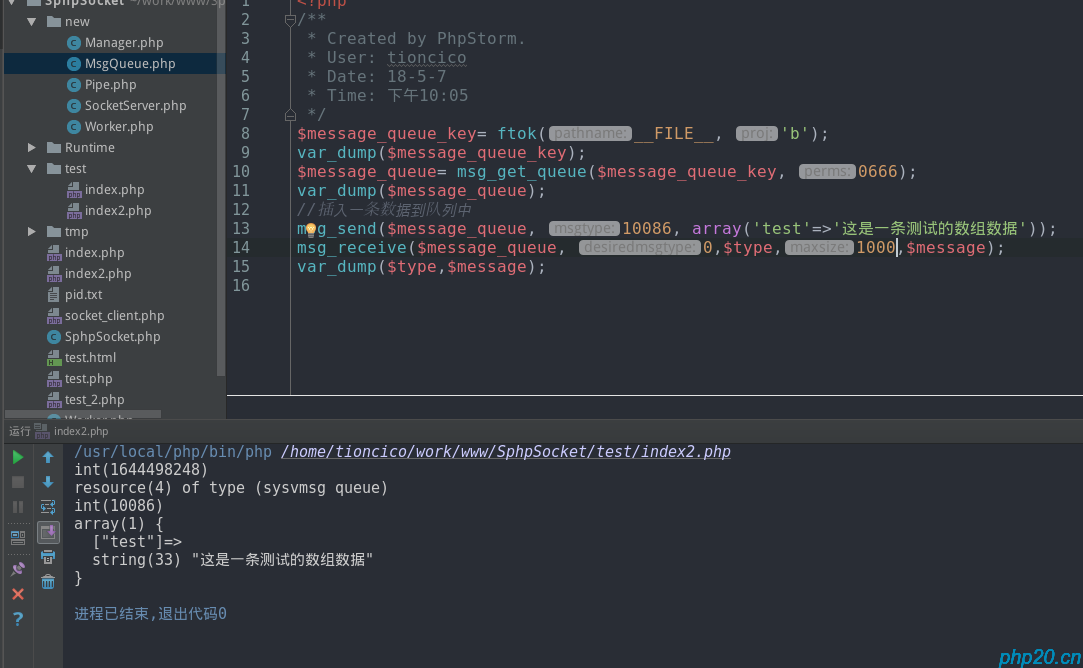 SphpSocket ~/work/www/Sp
new
Manager.php
MsgQueue.php
Pipe.php
SocketServer.php
Worker.php
Runtime
test
index.php
index2.php
tmp
index.php
index2.php
pid.txt
socket_client.php
SphpSocket.php
test.html
test.php
test_2.php
Worker.php
1 <?php
2 /**
3 * Created by PhpStorm.
4 * User: tioncico
5 * Date: 18-5-7
6 * Time: 下午10:05
7 */
8 $message_queue_key= ftok( pathname: __FILE__, proj: 'b');
9 var_dump($message_queue_key);
10 $message_queue= msg_get_queue($message_queue_key, perms: 0666);
11 var_dump($message_queue);
12 //插入一条数据到队列中
13 msg_send($message_queue, msgtype: 10086, array('test'=>'这是一条测试的数组数据'));
14 msg_receive($message_queue, desiredmsgtype: 0,$type, maxsize: 1000,$message);
15 var_dump($type,$message);
16
运行 index2.php
/usr/local/php/bin/php /home/tioncico/work/www/SphpSocket/test/index2.php
int(1644498248)
resource(4) of type (sysvmsg queue)
int(10086)
array(1) {
["test"]=>
string(33) "这是一条测试的数组数据"
}
进程已结束,退出代码0
php20.cn